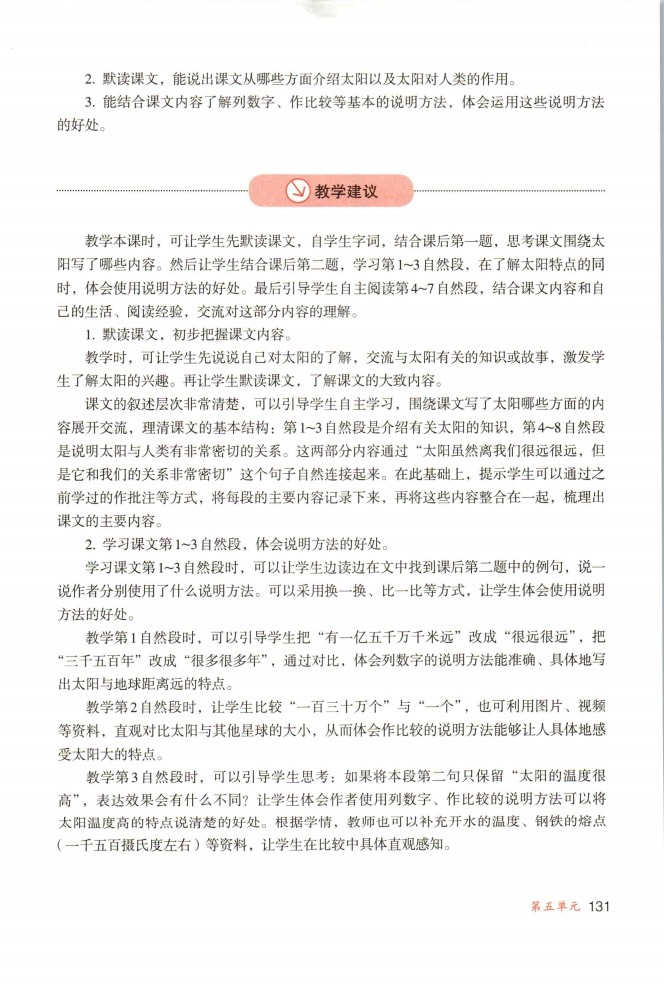 2. 默读课文，能说出课文从哪些方面介绍太阳以及太阳对人类的作用。
3. 能结合课文内容了解列数字、作比较等基本的说明方法，体会运用这些说明方法
的好处。
教学建议
教学本课时，可让学生先默读课文，自学生字词，结合课后第一题，思考课文围绕太
阳写了哪些内容。然后让学生结合课后第二题，学习第1~3自然段，在了解太阳特点的同
时，体会使用说明方法的好处。最后引导学生自主阅读第4~7自然段，结合课文内容和自
己的生活、阅读经验，交流对这部分内容的理解。
1. 默读课文，初步把握课文内容。
教学时，可让学生先说说自己对太阳的了解，交流与太阳有关的知识或故事，激发学
生了解太阳的兴趣。再让学生默读课文，了解课文的大致内容。
课文的叙述层次非常清楚，可以引导学生自主学习，围绕课文写了太阳哪些方面的内
容展开交流，理清课文的基本结构：第1~3自然段是介绍有关太阳的知识，第4~8自然段
是说明太阳与人类有非常密切的关系。这两部分内容通过“太阳虽然离我们很远很远，但
是它和我们的关系非常密切”这个句子自然连接起来。在此基础上，提示学生可以通过之
前学过的作批注等方式，将每段的主要内容记录下来，再将这些内容整合在一起，梳理出
课文的主要内容。
2. 学习课文第1~3自然段，体会说明方法的好处。
学习课文第1~3自然段时，可以让学生边读边在文中找到课后第二题中的例句，说一
说作者分别使用了什么说明方法。可以采用换一换、比一比等方式，让学生体会使用说明
方法的好处。
教学第1自然段时，可以引导学生把“有一亿五千万千米远”改成“很远很远”，把
“三千五百年”改成“很多很多年”，通过对比，体会列数字的说明方法能准确、具体地写
出太阳与地球距离远的特点。
教学第2自然段时，让学生比较“一百三十万个”与“一个”，也可利用图片、视频
等资料，直观对比太阳与其他星球的大小，从而体会作比较的说明方法能够让人具体地感
受太阳大的特点。
教学第3自然段时，可以引导学生思考：如果将本段第二句只保留“太阳的温度很
高”，表达效果会有什么不同？让学生体会作者使用列数字、作比较的说明方法可以将
太阳温度高的特点说清楚的好处。根据学情，教师也可以补充开水的温度、钢铁的熔点
（一千五百摄氏度左右）等资料，让学生在比较中具体直观感知。
第五单元 131